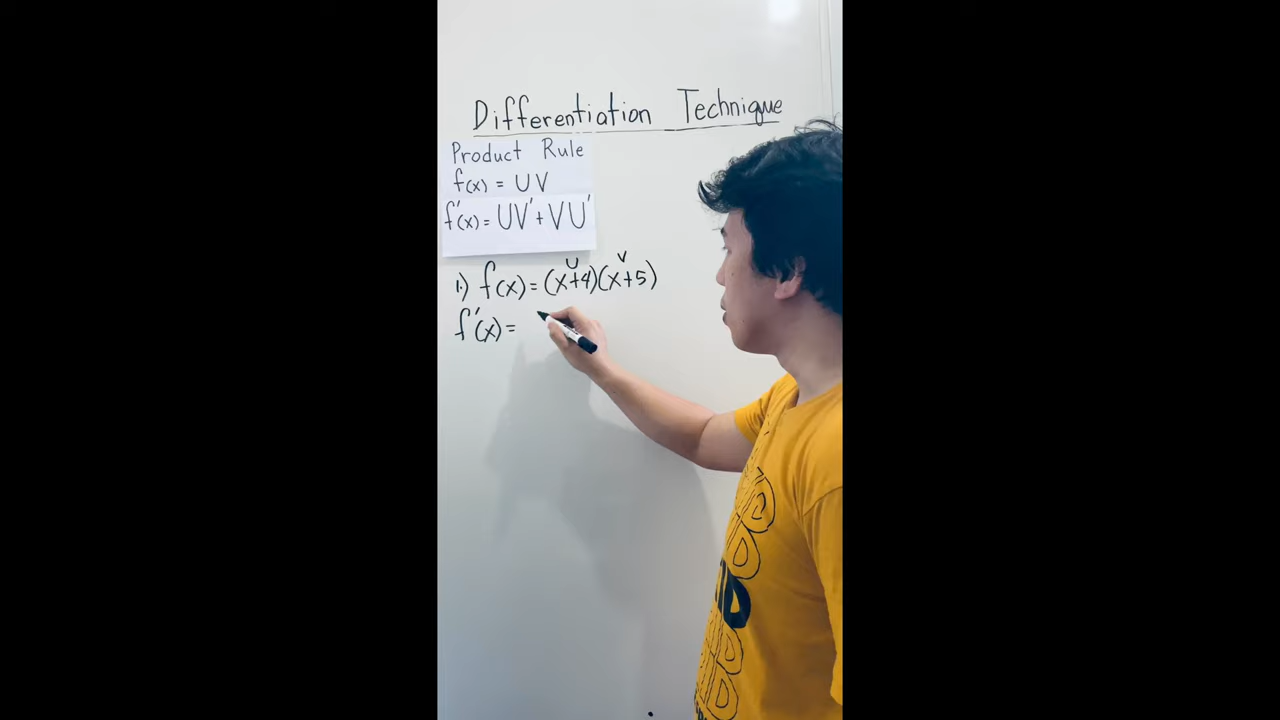 Differentiation Technique
Product Rule
f(x) = UV
f'(x) = UV' + VU'
U V
1.) f(x) = (x+4)(x+5)
f'(x) =